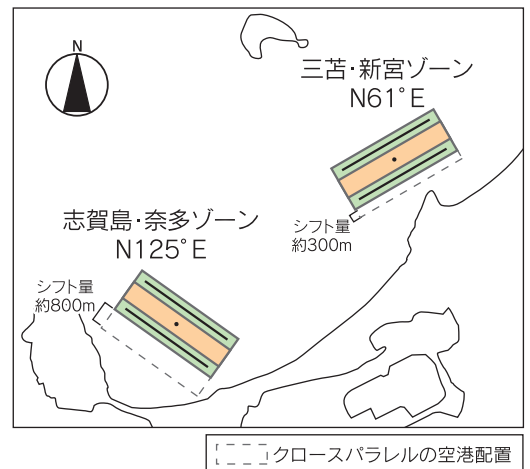 N
三苫・新宮ゾーン
N61°E
シフト量
約300m
志賀島・奈多ゾーン
N125°E
シフト量
約800m
クロースパラレルの空港配置